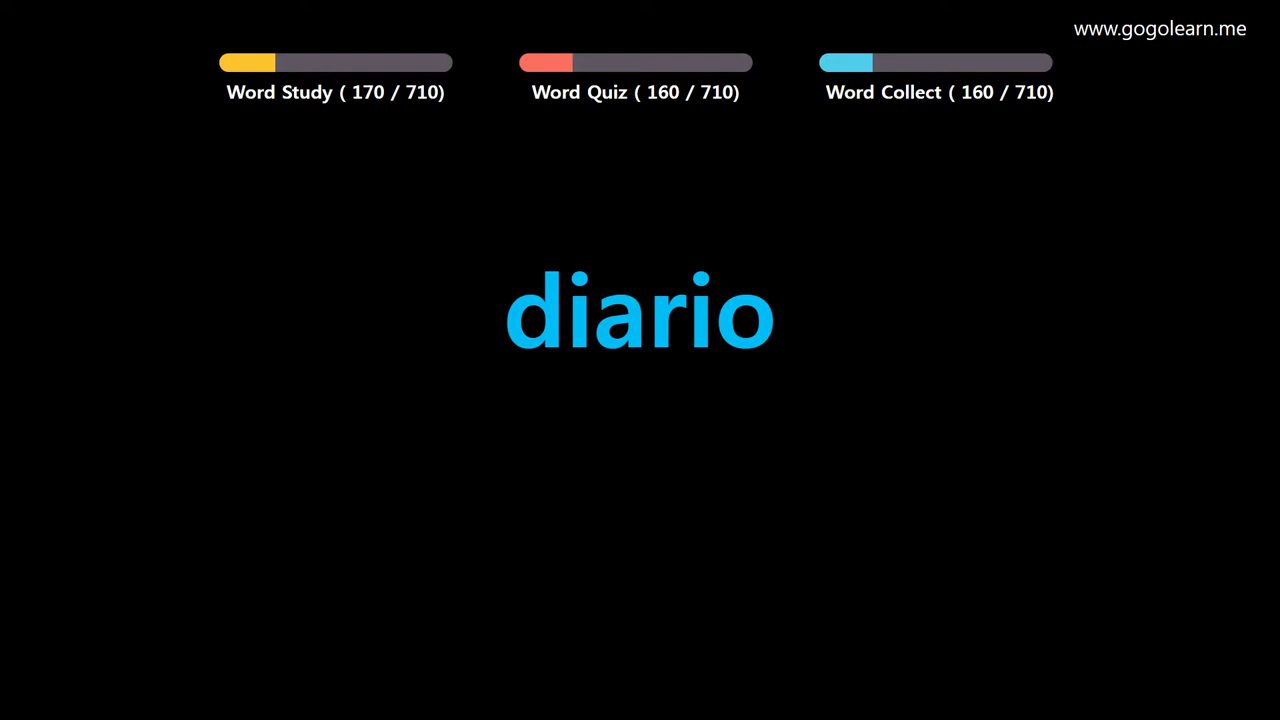 www.gogolearn.me
Word Study ( 170 / 710)
Word Quiz ( 160 / 710)
Word Collect ( 160 / 710)
diario